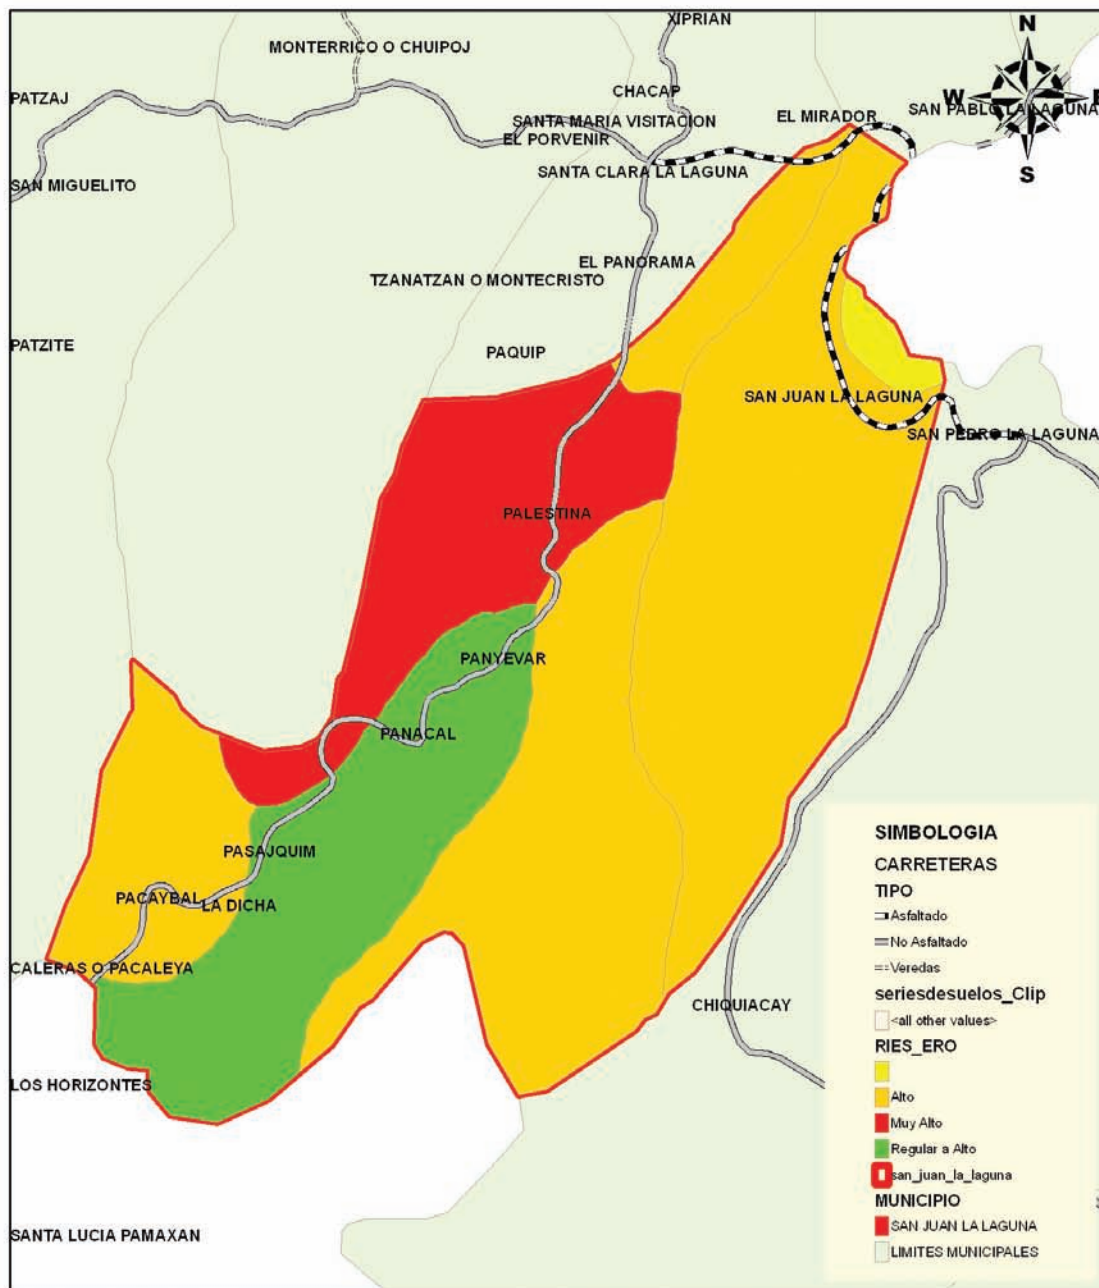 XIPRIAN
N
MONTERRICO O CHUIPOJ
PATZAJ
CHACAP
W
E
SAN PABLO LA LAGUNA
SANTA MARIA VISITACION
EL MIRADOR
EL PORVENIR
SANTA CLARA LA LAGUNA
S
SAN MIGUELITO
EL PANORAMA
TZANATZAN O MONTECRISTO
PATZITE
PAQUIP
SAN JUAN LA LAGUNA
SAN PEDRO LA LAGUNA
PALESTINA
PANYEVAR
PANACAL
PASAJQUIM
PACAYBAL
LA DICHA
CALERAS O PACALEYA
CHIQUIACAY
LOS HORIZONTES
SANTA LUCIA PAMAXAN
SIMBOLOGIA
CARRETERAS
TIPO
Asfaltado
No Asfaltado
Veredas
seriesdesuelos_Clip
<all other values>
RIES_ERO
Alto
Muy Alto
Regular a Alto
san_juan_la_laguna
MUNICIPIO
SAN JUAN LA LAGUNA
LIMITES MUNICIPALES